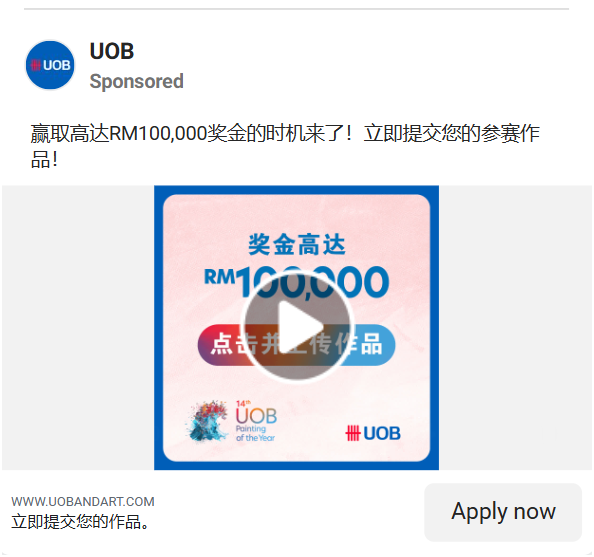 UOB
UOB
Sponsored
赢取高达RM100,000奖金的时机来了！立即提交您的参赛作
品！
奖金高达
RM100,000
点击并上传作品
14th
UOB
Painting
of the Year
UOB
WWW.UOBANDART.COM
立即提交您的作品。
Apply now